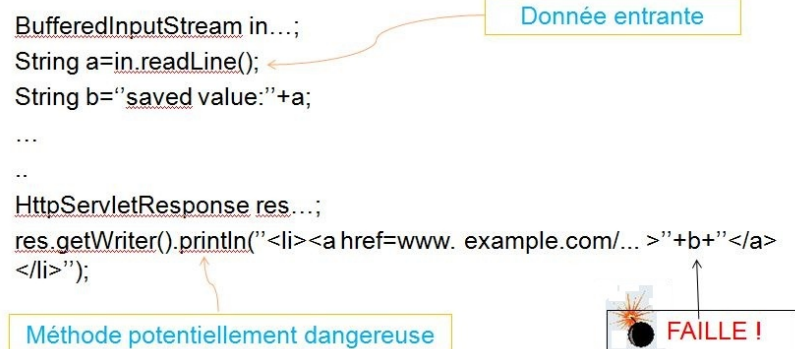 Donnée entrante
BufferedInputStream in…;
String a=in.readLine();
String b=‘’saved value:’’+a;
…
..
HttpServletResponse res…;
res.getWriter().println(’’<li><a href=www. example.com/... >’’+b+’’</a>
</li>’’);
Méthode potentiellement dangereuse
FAILLE !